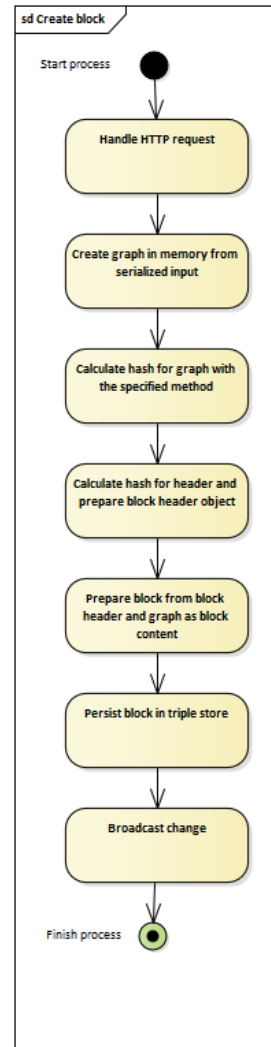 sd Create block
Start process
Handle HTTP request
Create graph in memory from
serialized input
Calculate hash for graph with
the specified method
Calculate hash for header and
prepare block header object
Prepare block from block
header and graph as block
content
Persist block in triple store
Broadcast change
Finish process